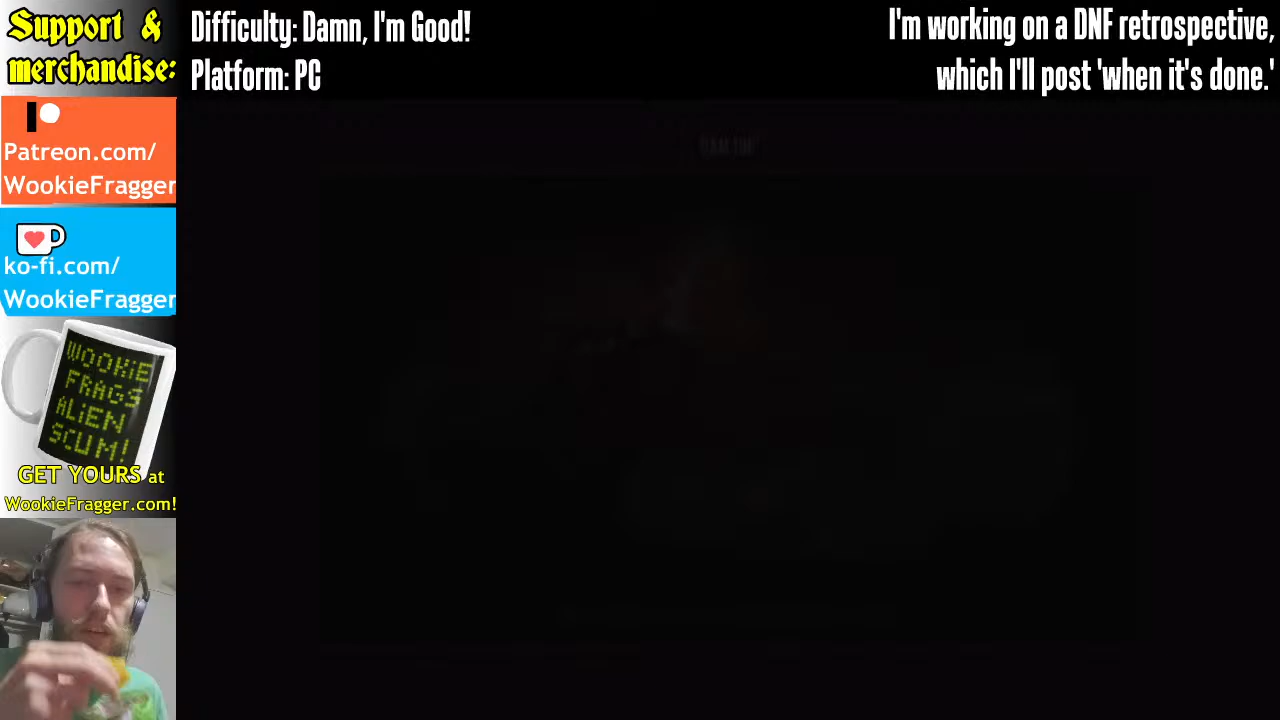 Support &
merchandise:
Patreon.com/
WookieFragger
ko-fi.com/
WookieFragger
WOOKiE
FRAGS
ALiEN
SCUM!
GET YOURS at
WookieFragger.com!
Difficulty: Damn, I'm Good!
Platform: PC
I'm working on a DNF retrospective,
which I'll post 'when it's done.'